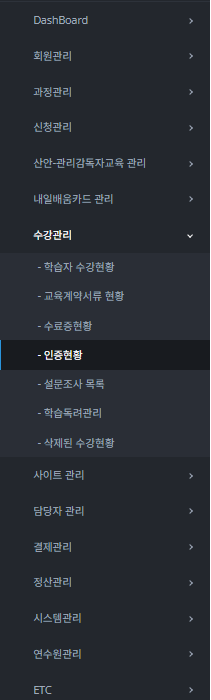 DashBoard
회원관리
과정관리
신청관리
산안-관리감독자교육 관리
내일배움카드 관리
수강관리
- 학습자 수강현황
- 교육계약서류 현황
- 수료증현황
- 인증현황
- 설문조사 목록
- 학습독려관리
- 삭제된 수강현황
사이트 관리
담당자 관리
결제관리
정산관리
시스템관리
연수원관리
ETC